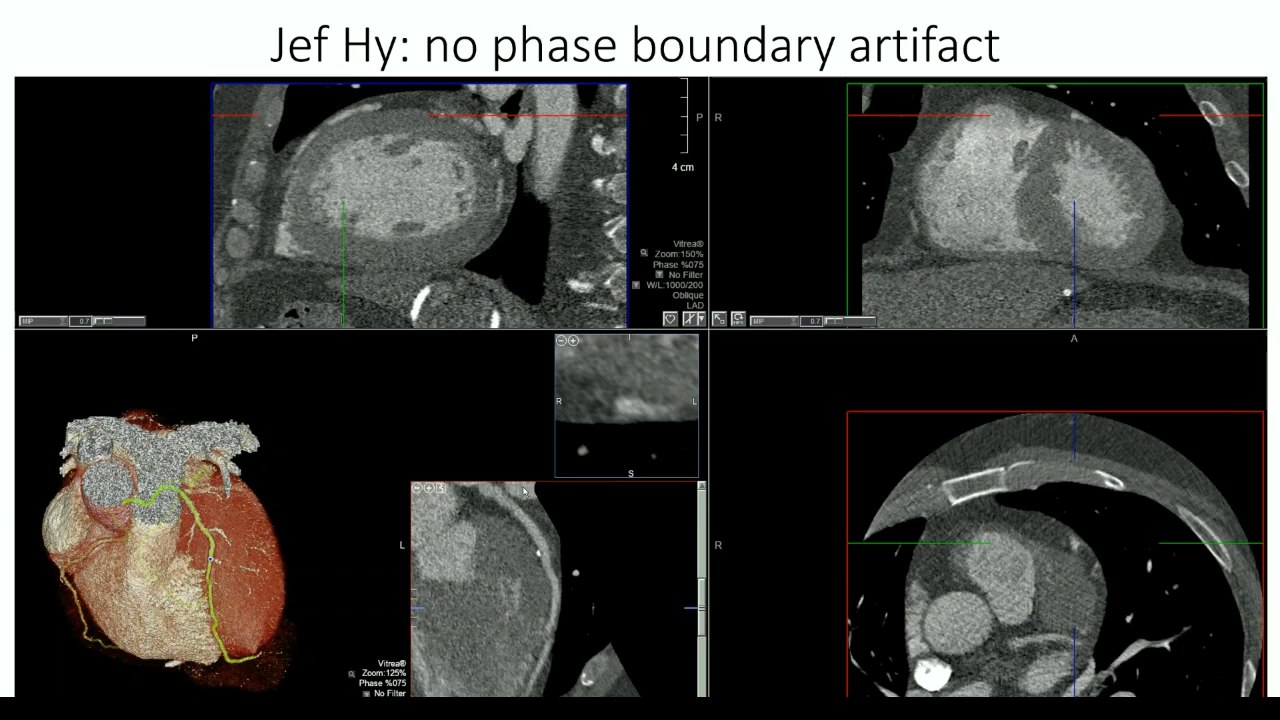 Jef Hy: no phase boundary artifact
P
4 cm
Vitrea®
Zoom:150%
Phase %075
No Filter
W/L:1000/200
Oblique
LAD
MIP 0.7
R
MIP 0.7
P
R
L
S
L
Vitrea®
Zoom:125%
Phase %075
No Filter
A
R